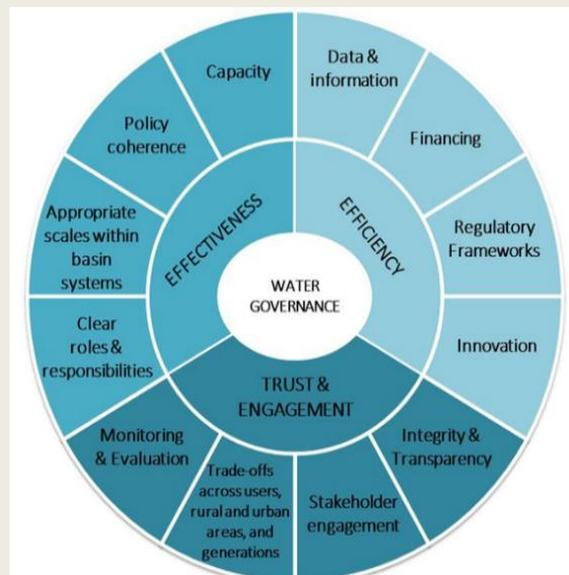 WATER
GOVERNANCE
EFFECTIVENESS
EFFICIENCY
TRUST &
ENGAGEMENT
Capacity
Policy
coherence
Appropriate
scales within
basin
systems
Clear
roles &
responsibilities
Data &
information
Financing
Regulatory
Frameworks
Innovation
Integrity &
Transparency
Stakeholder
engagement
Trade-offs
across users,
rural and urban
areas, and
generations
Monitoring
& Evaluation